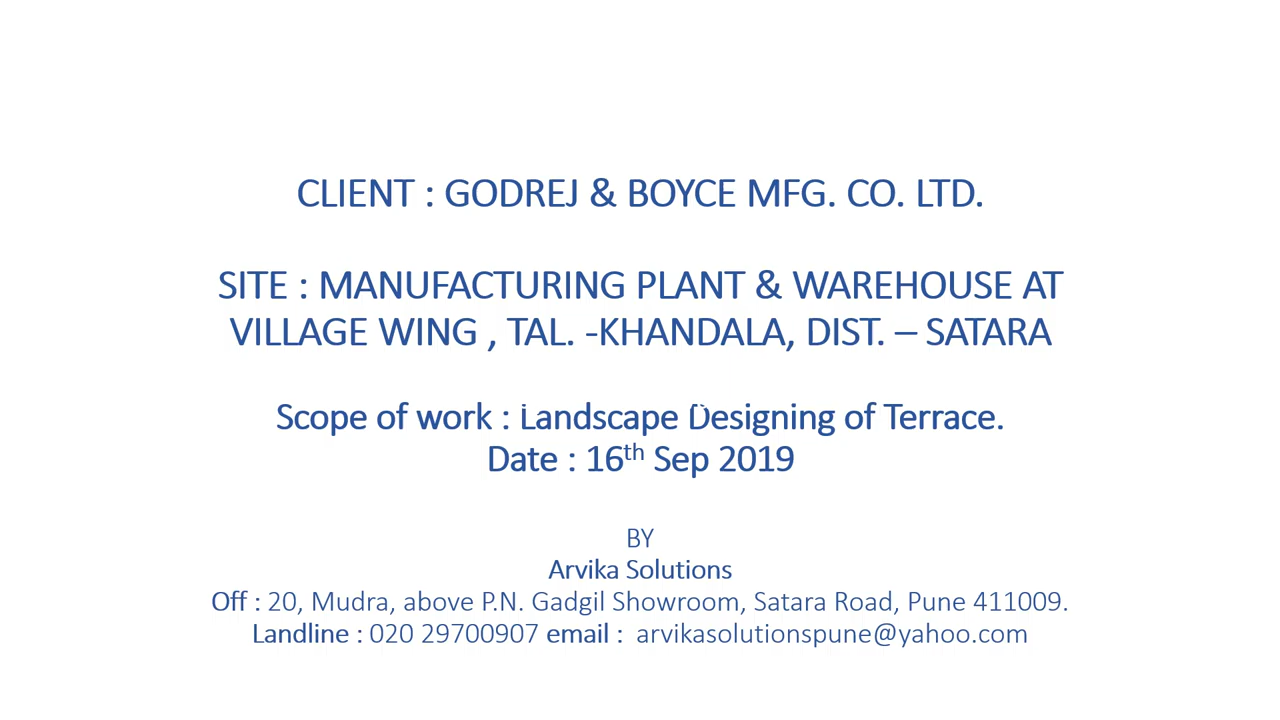 CLIENT : GODREJ & BOYCE MFG. CO. LTD.
SITE : MANUFACTURING PLANT & WAREHOUSE AT
VILLAGE WING , TAL. -KHANDALA, DIST. – SATARA
Scope of work : Landscape Designing of Terrace.
Date : 16th Sep 2019
BY
Arvika Solutions
Off : 20, Mudra, above P.N. Gadgil Showroom, Satara Road, Pune 411009.
Landline : 020 29700907 email :  arvikasolutionspune@yahoo.com